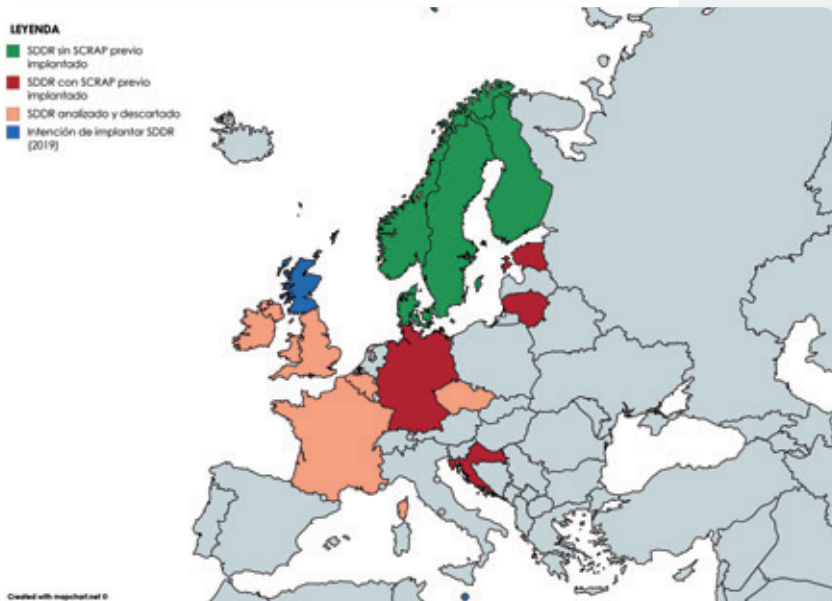 LEYENDA
SDDR sin SCRAP previo
implantado
SDDR con SCRAP previo
implantado
SDDR analizado y descartado
Intención de implantar SDDR
(2019)
Created with mapchart.net ©